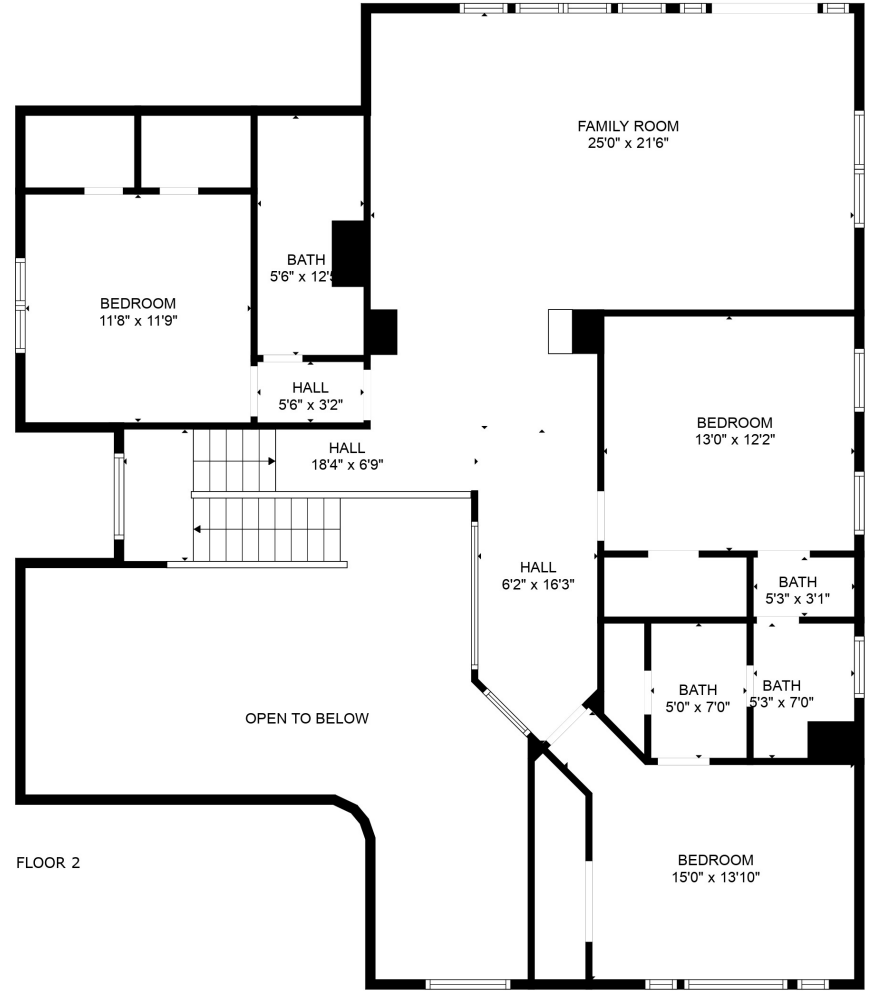 FAMILY ROOM
25'0" x 21'6"
BATH
5'6" x 12'5
BEDROOM
11'8" x 11'9"
HALL
5'6" x 3'2"
BEDROOM
13'0" x 12'2"
HALL
18'4" x 6'9"
HALL
6'2" x 16'3"
BATH
5'3" x 3'1"
BATH
5'0" x 7'0"
BATH
5'3" x 7'0"
OPEN TO BELOW
FLOOR 2
BEDROOM
15'0" x 13'10"